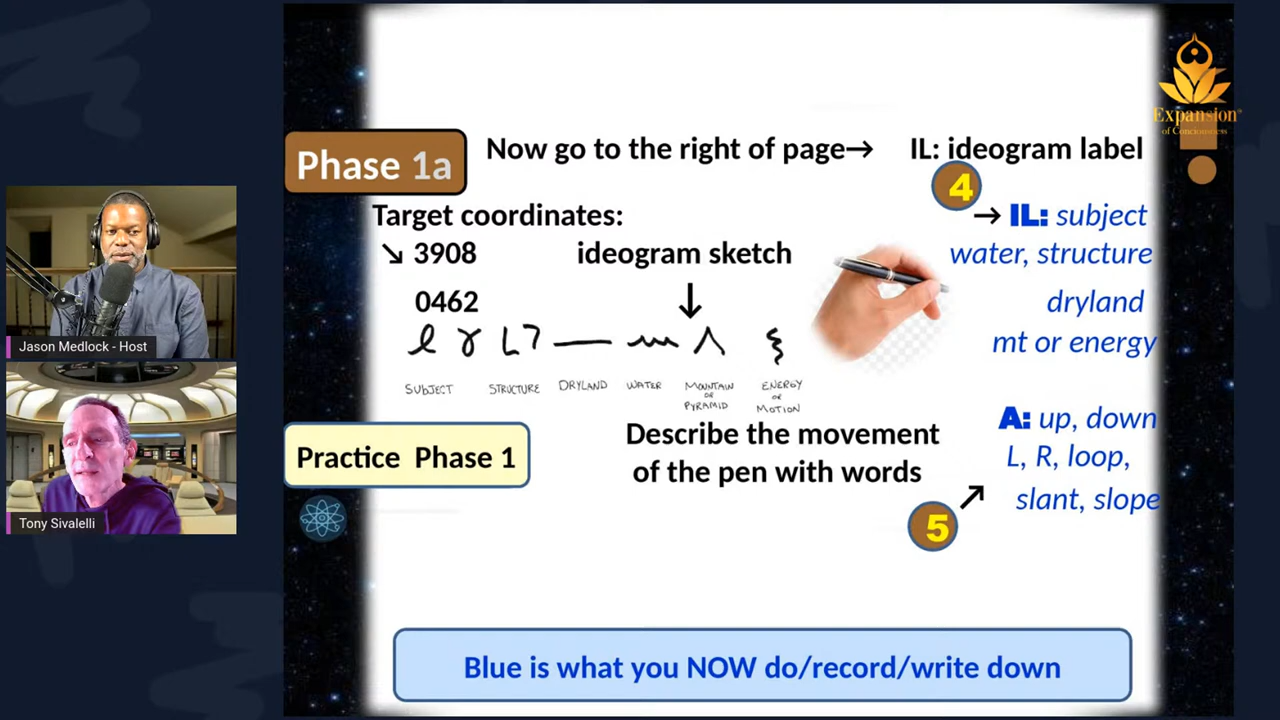 Expansion
of Conciousness
Phase 1a
Now go to the right of page→
IL: ideogram label
4
Target coordinates:
↘ 3908
ideogram sketch
0462
→ IL: subject
water, structure
dryland
mt or energy
SUBJECT
STRUCTURE
DRYLAND
WATER
MOUNTAIN
OR
PYRAMID
ENERGY
OR
MOTION
Practice Phase 1
Describe the movement
of the pen with words
5
A: up, down
L, R, loop,
slant, slope
Blue is what you NOW do/record/write down
Jason Medlock - Host
Tony Sivalelli